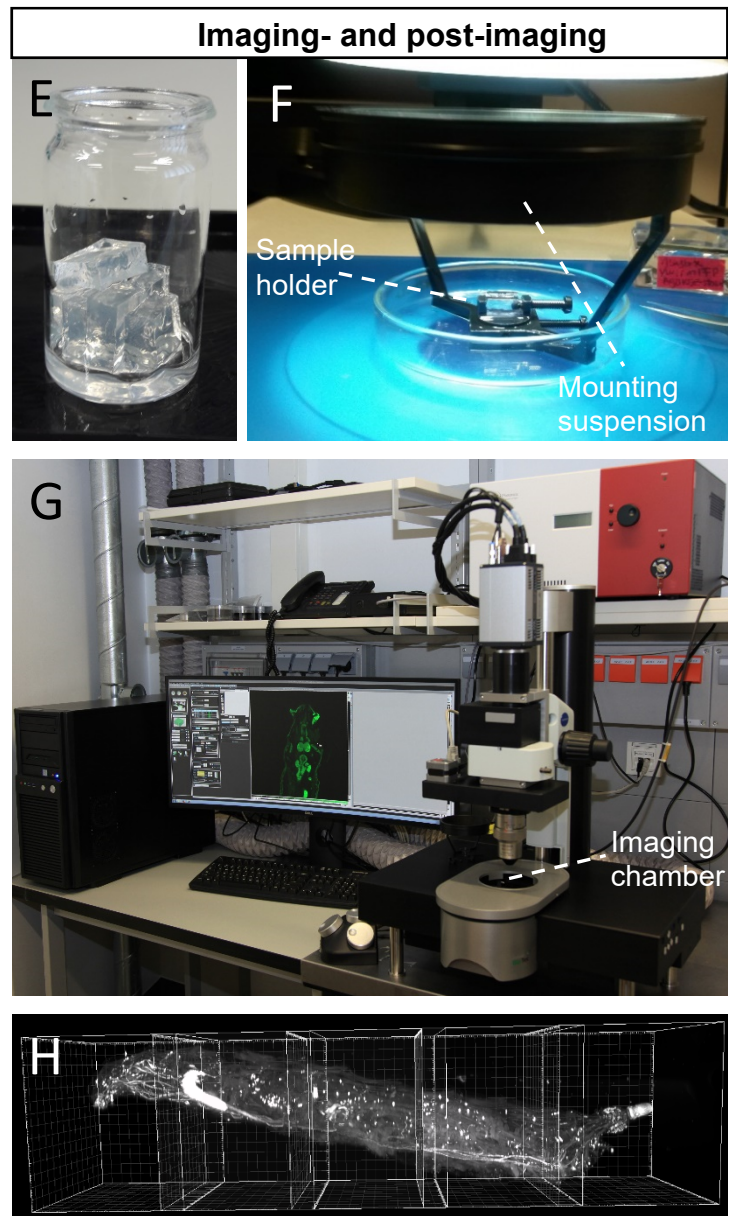 Imaging- and post-imaging
E
F
Sample
holder
Mounting
suspension
G
Imaging
chamber
H